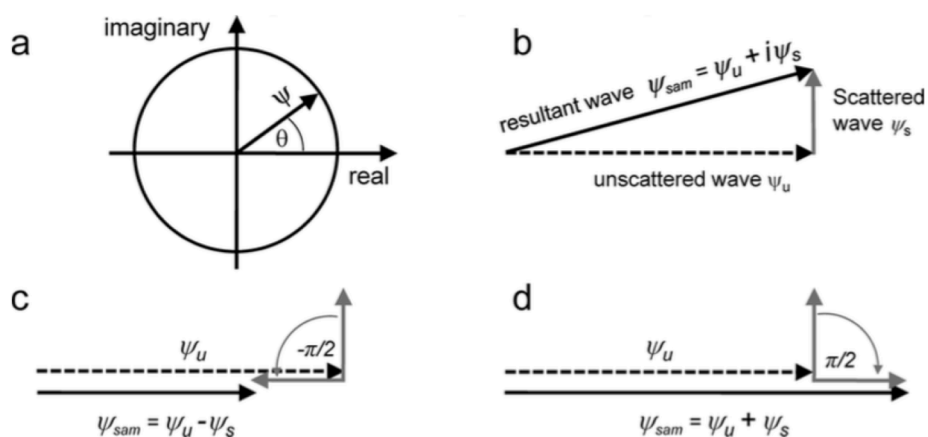 a
imaginary
ψ
θ
real
b
resultant wave ψsam = ψu + iψs
Scattered
wave ψs
unscattered wave ψu
c
ψu
-π/2
ψsam = ψu - ψs
d
ψu
π/2
ψsam = ψu + ψs